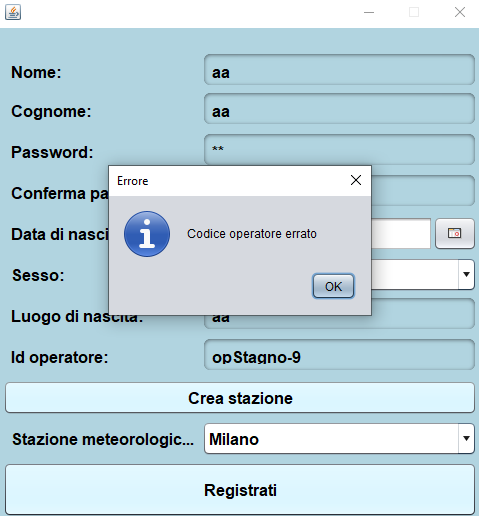 Nome: aa
Cognome: aa
Password: **
Conferma pa
Errore
Data di nasci
Codice operatore errato
Sesso:
OK
Luogo di nascita: aa
Id operatore: opStagno-9
Crea stazione
Stazione meteorologic... Milano
Registrati